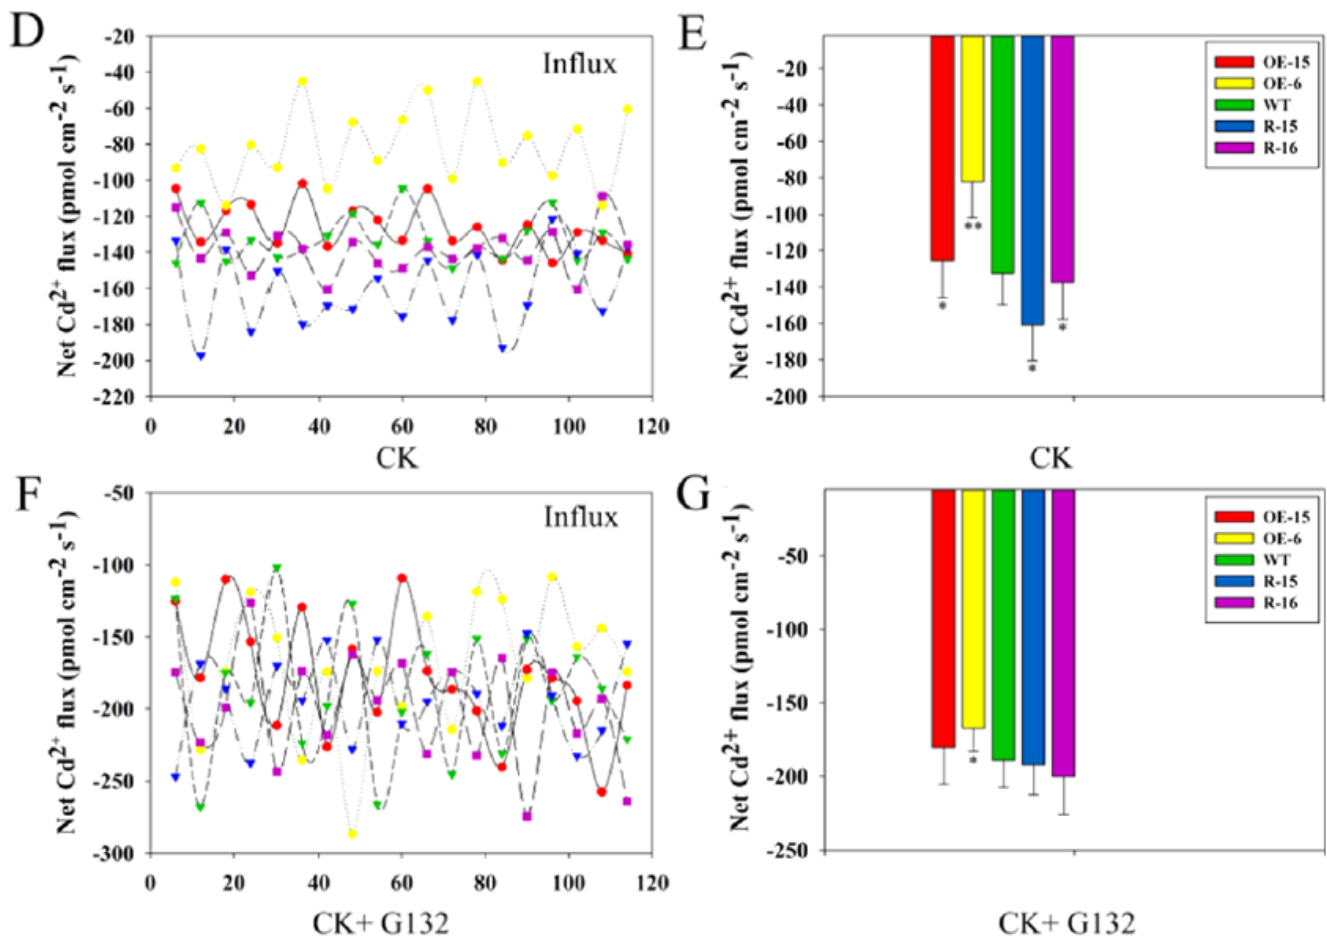 D
Net Cd2+ flux (pmol cm-2 s-1)
-20
-40
-60
-80
-100
-120
-140
-160
-180
-200
-220
Influx
0 20 40 60 80 100 120
CK
E
Net Cd2+ flux (pmol cm-2 s-1)
-20
-40
-60
-80
-100
-120
-140
-160
-180
-200
OE-15
OE-6
WT
R-15
R-16
*
**
*
*
CK
F
Net Cd2+ flux (pmol cm-2 s-1)
-50
-100
-150
-200
-250
-300
Influx
0 20 40 60 80 100 120
CK+ G132
G
Net Cd2+ flux (pmol cm-2 s-1)
-50
-100
-150
-200
-250
OE-15
OE-6
WT
R-15
R-16
*
CK+ G132